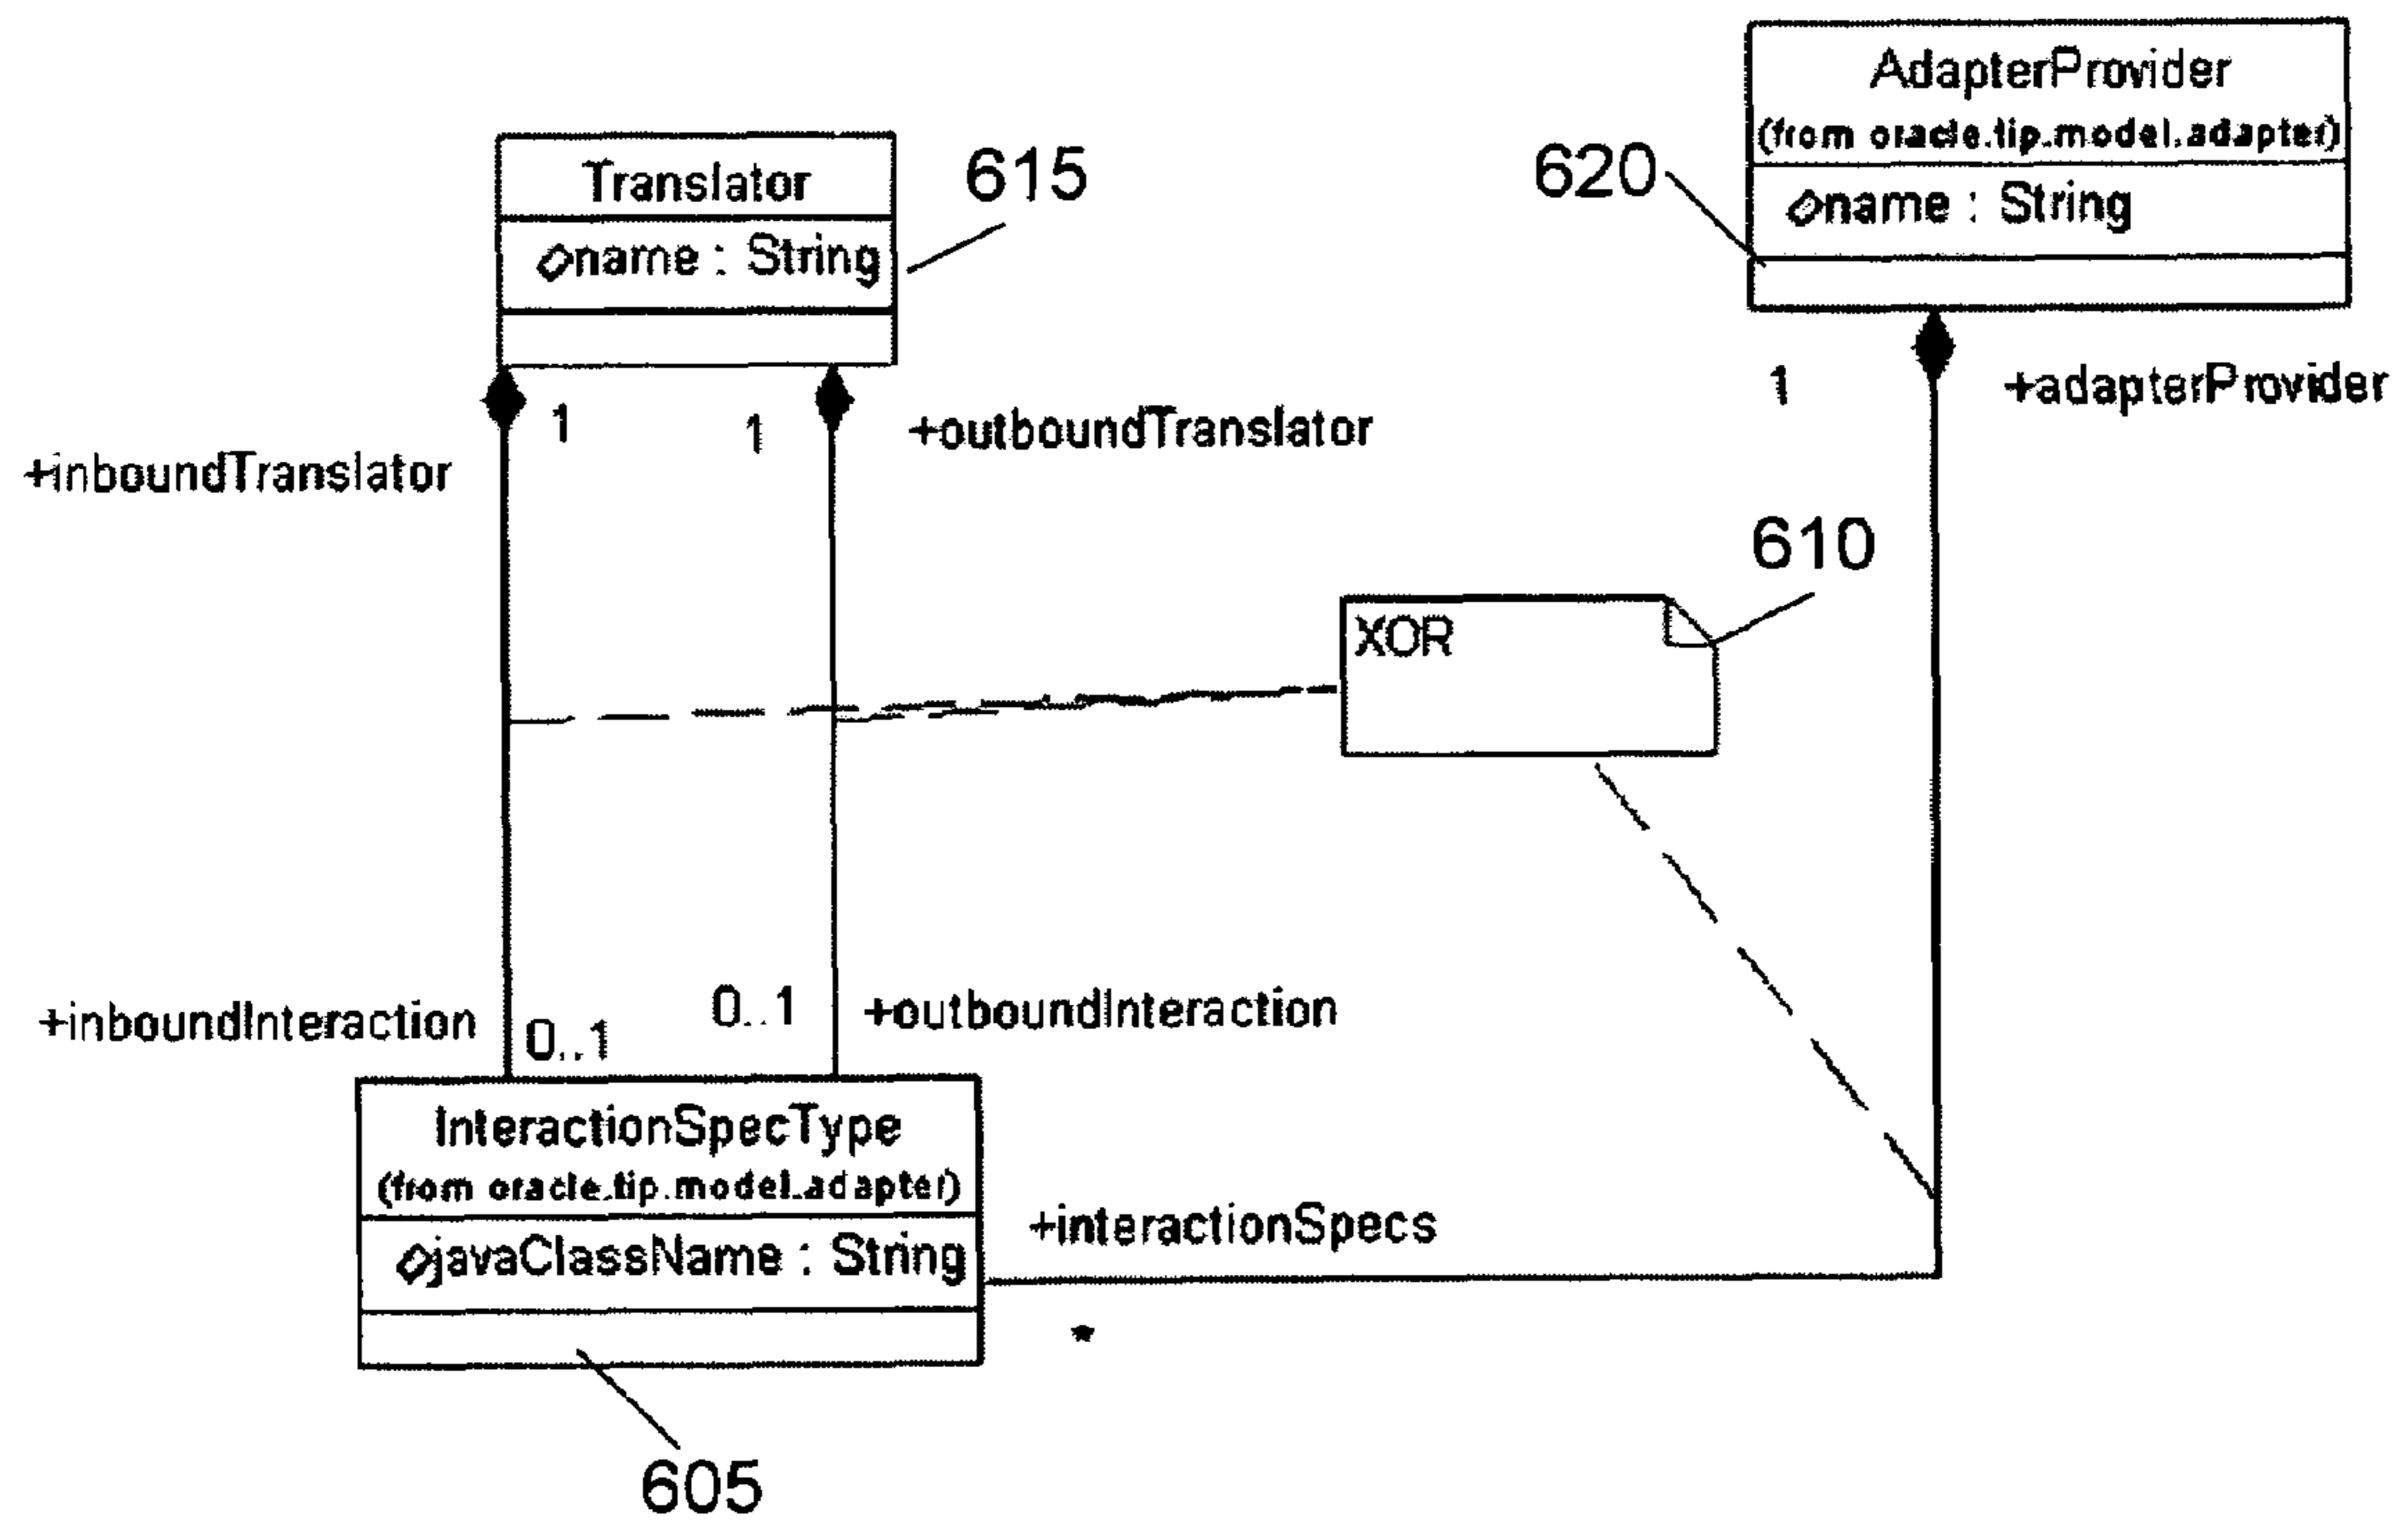 AdapterProvider
(from oracle.tip.model.adapter)
name : String
620
Translator
name : String
615
1
+adapterProvider
1
1
+outboundTranslator
+inboundTranslator
610
XOR
+inboundInteraction
0..1
0..1
+outboundInteraction
InteractionSpecType
(from oracle.tip.model.adapter)
javaClassName : String
+interactionSpecs
*
605